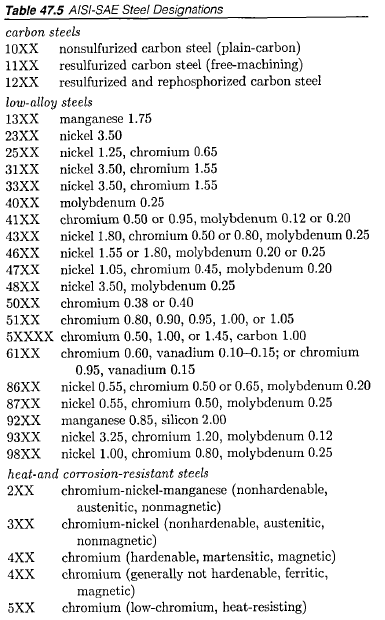 Table 47.5 AISI-SAE Steel Designations
carbon steels
10XX nonsulfurized carbon steel (plain-carbon)
11XX resulfurized carbon steel (free-machining)
12XX resulfurized and rephosphorized carbon steel
low-alloy steels
13XX manganese 1.75
23XX nickel 3.50
25XX nickel 1.25, chromium 0.65
31XX nickel 3.50, chromium 1.55
33XX nickel 3.50, chromium 1.55
40XX molybdenum 0.25
41XX chromium 0.50 or 0.95, molybdenum 0.12 or 0.20
43XX nickel 1.80, chromium 0.50 or 0.80, molybdenum 0.25
46XX nickel 1.55 or 1.80, molybdenum 0.20 or 0.25
47XX nickel 1.05, chromium 0.45, molybdenum 0.20
48XX nickel 3.50, molybdenum 0.25
50XX chromium 0.38 or 0.40
51XX chromium 0.80, 0.90, 0.95, 1.00, or 1.05
5XXXX chromium 0.50, 1.00, or 1.45, carbon 1.00
61XX chromium 0.60, vanadium 0.10–0.15; or chromium
0.95, vanadium 0.15
86XX nickel 0.55, chromium 0.50 or 0.65, molybdenum 0.20
87XX nickel 0.55, chromium 0.50, molybdenum 0.25
92XX manganese 0.85, silicon 2.00
93XX nickel 3.25, chromium 1.20, molybdenum 0.12
98XX nickel 1.00, chromium 0.80, molybdenum 0.25
heat-and corrosion-resistant steels
2XX chromium-nickel-manganese (nonhardenable,
austenitic, nonmagnetic)
3XX chromium-nickel (nonhardenable, austenitic,
nonmagnetic)
4XX chromium (hardenable, martensitic, magnetic)
4XX chromium (generally not hardenable, ferritic,
magnetic)
5XX chromium (low-chromium, heat-resisting)